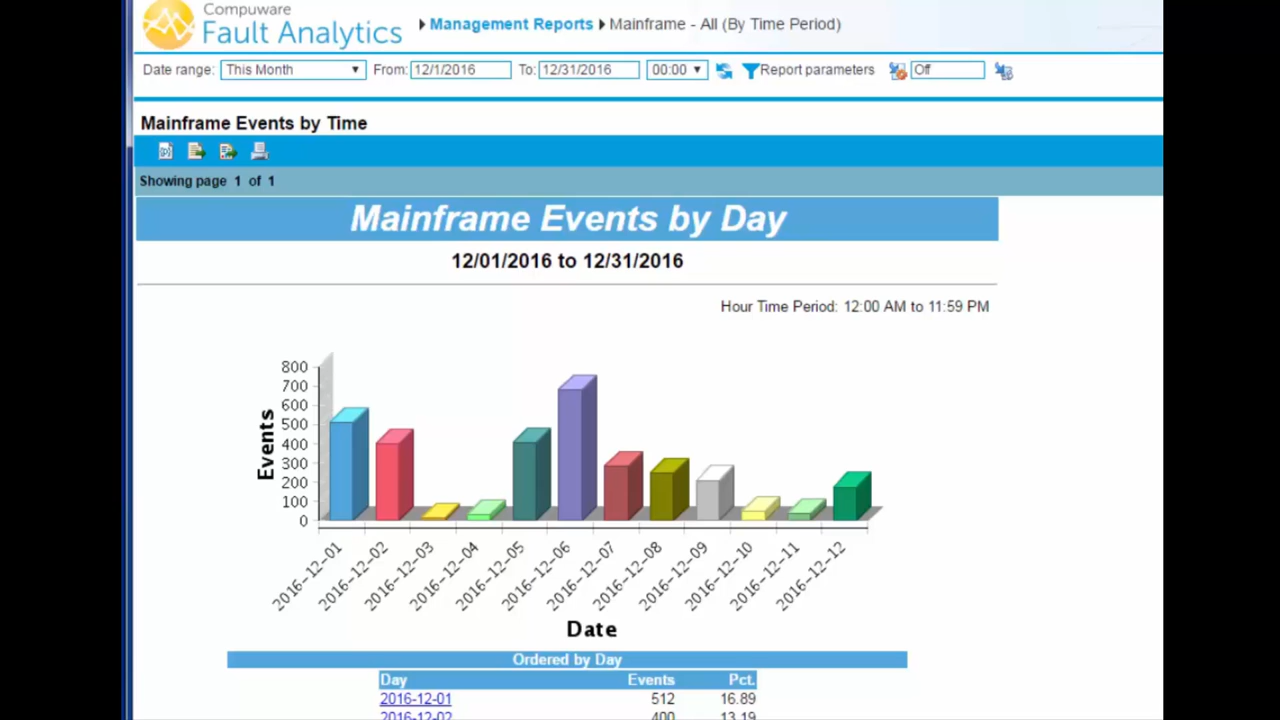 Compuware
Fault Analytics
Management Reports Mainframe - All (By Time Period)
Date range: This Month From: 12/1/2016 To: 12/31/2016 00:00 Report parameters Off
Mainframe Events by Time
Showing page 1 of 1
Mainframe Events by Day
12/01/2016 to 12/31/2016
Hour Time Period: 12:00 AM to 11:59 PM
800
700
600
500
400
300
200
100
0
Events
2016-12-01 2016-12-02 2016-12-03 2016-12-04 2016-12-05 2016-12-06 2016-12-07 2016-12-08 2016-12-09 2016-12-10 2016-12-11 2016-12-12
Date
Ordered by Day
Day Events Pct.
2016-12-01 512 16.89
2016-12-02 400 13.19